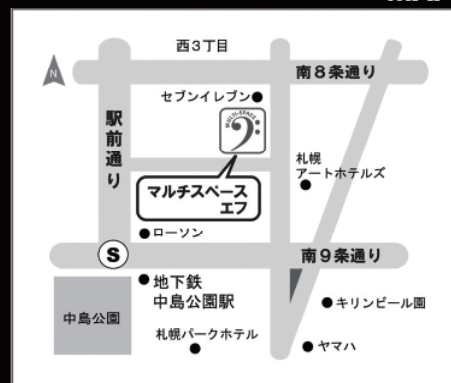 西3丁目
N
南8条通り
セブンイレブン
MULTI-SPACE
駅前通り
札幌
アートホテルズ
マルチスペース
エフ
ローソン
S
南9条通り
地下鉄
中島公園駅
中島公園
キリンビール園
札幌パークホテル
ヤマハ